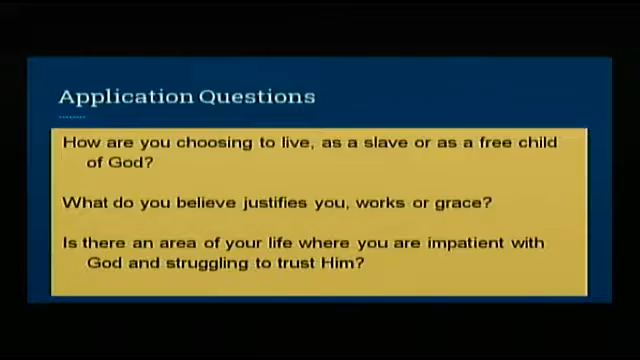 Application Questions
How are you choosing to live, as a slave or as a free child
of God?
What do you believe justifies you, works or grace?
Is there an area of your life where you are impatient with
God and struggling to trust Him?